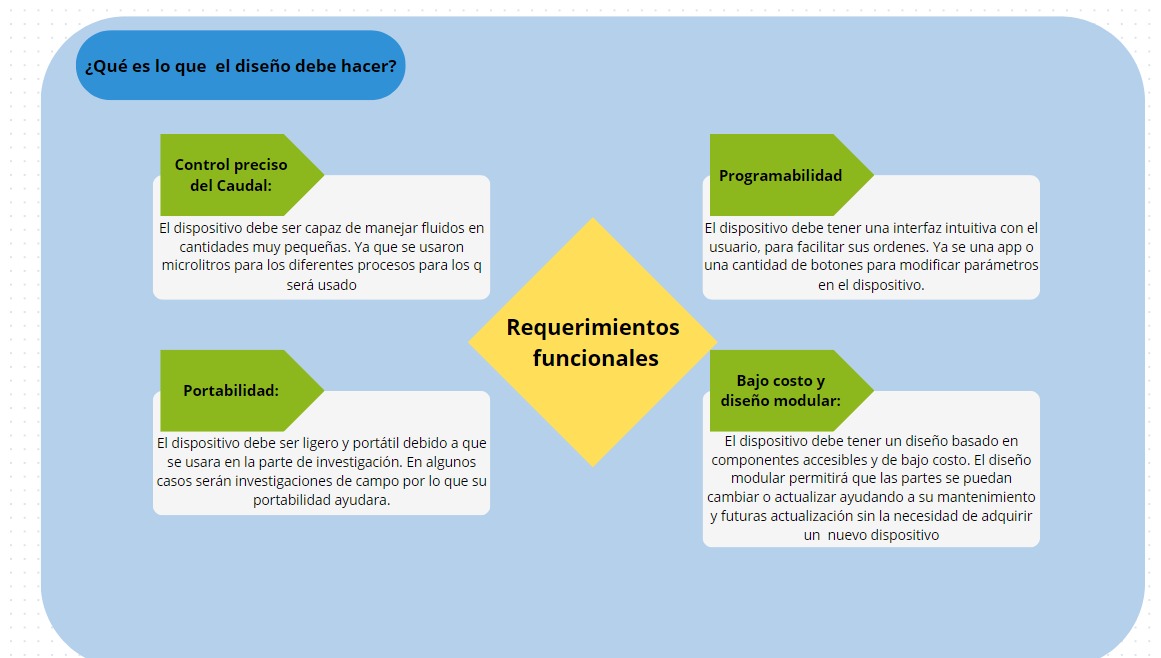 ¿Qué es lo que  el diseño debe hacer?
Control preciso
del Caudal:
El dispositivo debe ser capaz de manejar fluidos en
cantidades muy pequeñas. Ya que se usaron
microlitros para los diferentes procesos para los q
será usado
Programabilidad
El dispositivo debe tener una interfaz intuitiva con el
usuario, para facilitar sus ordenes. Ya se una app o
una cantidad de botones para modificar parámetros
en el dispositivo.
Requerimientos
funcionales
Portabilidad:
El dispositivo debe ser ligero y portátil debido a que
se usara en la parte de investigación. En algunos
casos serán investigaciones de campo por lo que su
portabilidad ayudara.
Bajo costo y
diseño modular:
El dispositivo debe tener un diseño basado en
componentes accesibles y de bajo costo. El diseño
modular permitirá que las partes se puedan
cambiar o actualizar ayudando a su mantenimiento
y futuras actualización sin la necesidad de adquirir
un  nuevo dispositivo